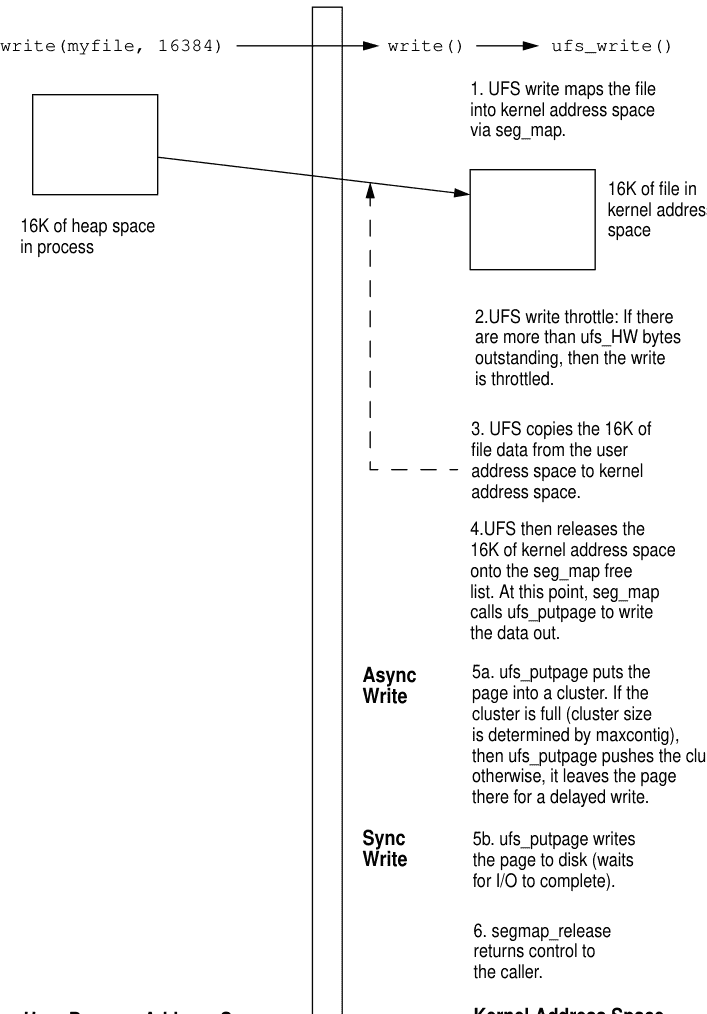 write(myfile, 16384)
write()
ufs_write()
1. UFS write maps the file
into kernel address space
via seg_map.
16K of heap space
in process
16K of file in
kernel
space
2.UFS write throttle: If there
are more than ufs_HW bytes
outstanding, then the write
is throttled.
3. UFS copies the 16K of
file data from the user
address space to kernel
address space.
4.UFS then releases the
16K of kernel address space
onto the seg_map free
list. At this point, seg_map
calls ufs_putpage to write
the data out.
Async
Write
5a. ufs_putpage puts the
page into a cluster. If the
cluster is full (cluster size
is determined by maxcontig),
then ufs_putpage pushes the
otherwise, it leaves the page
there for a delayed write.
Sync
Write
5b. ufs_putpage writes
the page to disk (waits
for I/O to complete).
6. segmap_release
returns control to
the caller.
Kernel Address Space